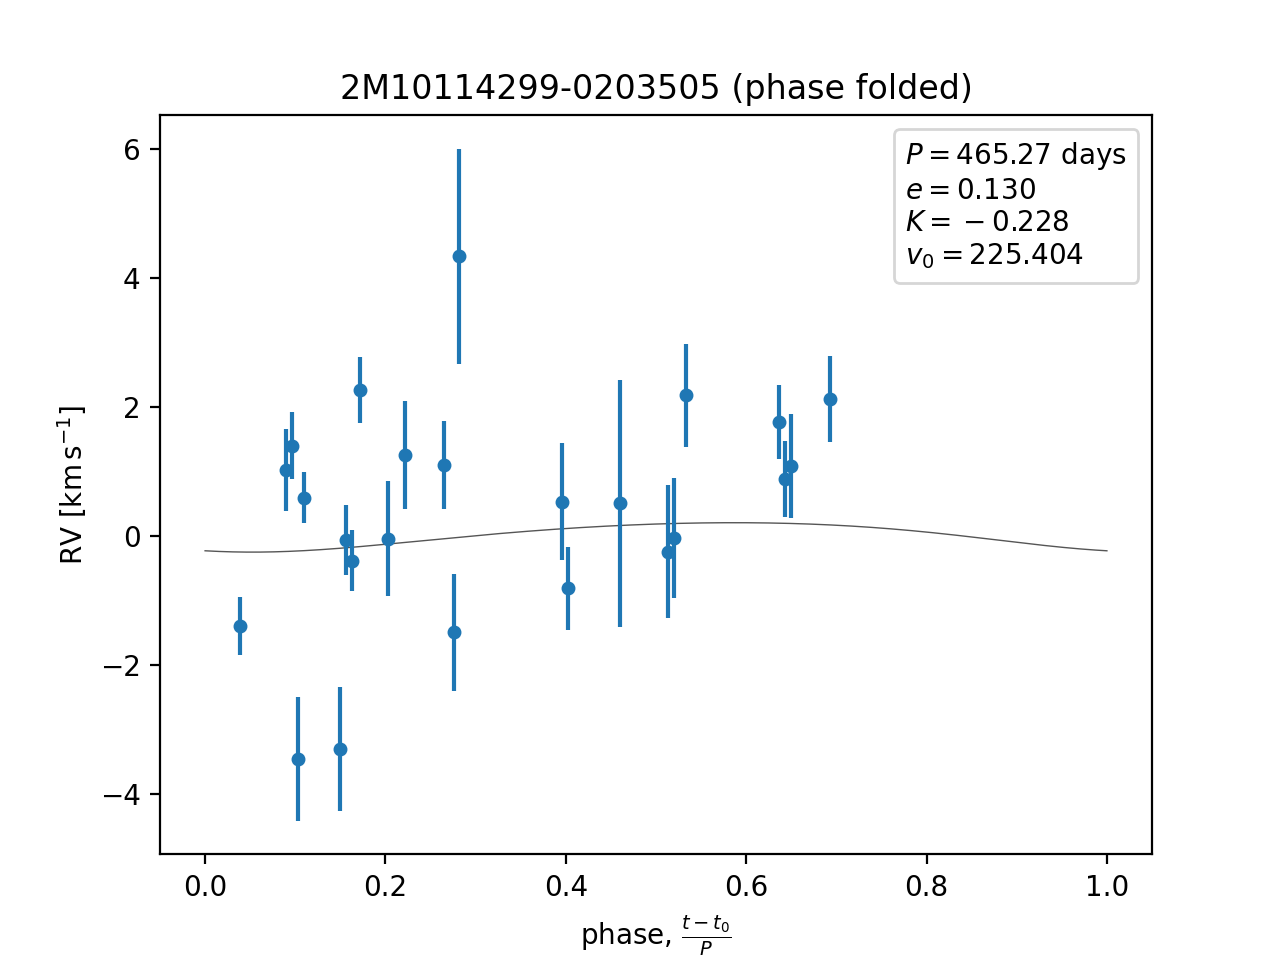 2M10114299-0203505 (phase folded)
P = 465.27 days
e = 0.130
K = −0.228
v₀ = 225.404
6
4
2
0
−2
−4
RV [km s⁻¹]
0.0 0.2 0.4 0.6 0.8 1.0
phase, (t − t₀)/P